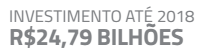 INVESTIMENTO ATÉ 2018
R$24,79 BILHÕES